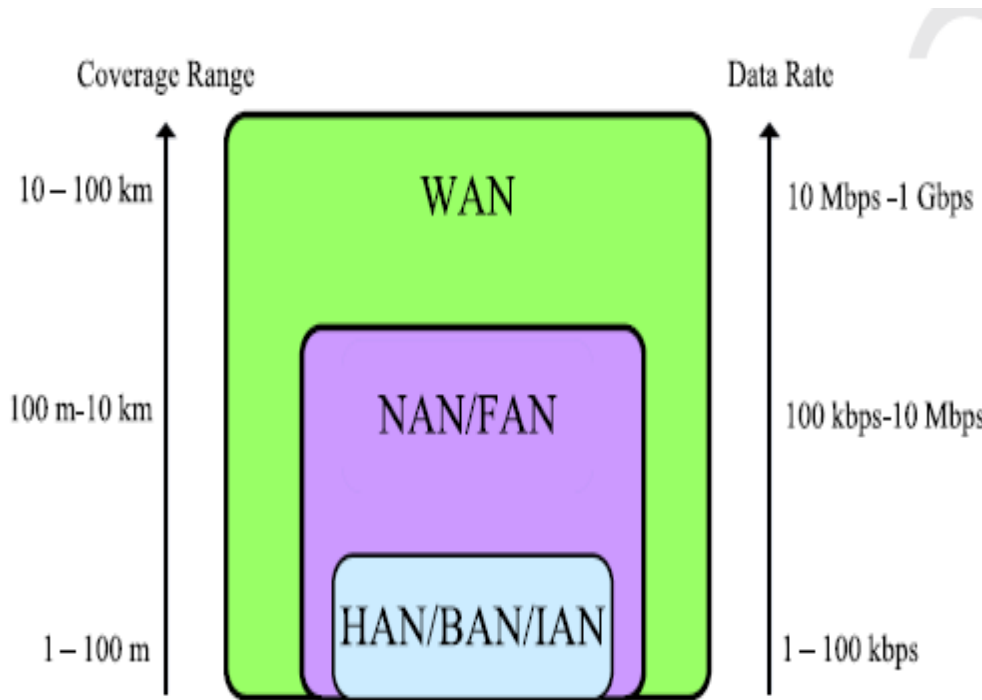 Coverage Range
Data Rate
10 – 100 km
WAN
10 Mbps -1 Gbps
100 m-10 km
NAN/FAN
100 kbps-10 Mbps
HAN/BAN/IAN
1 – 100 m
1 – 100 kbps